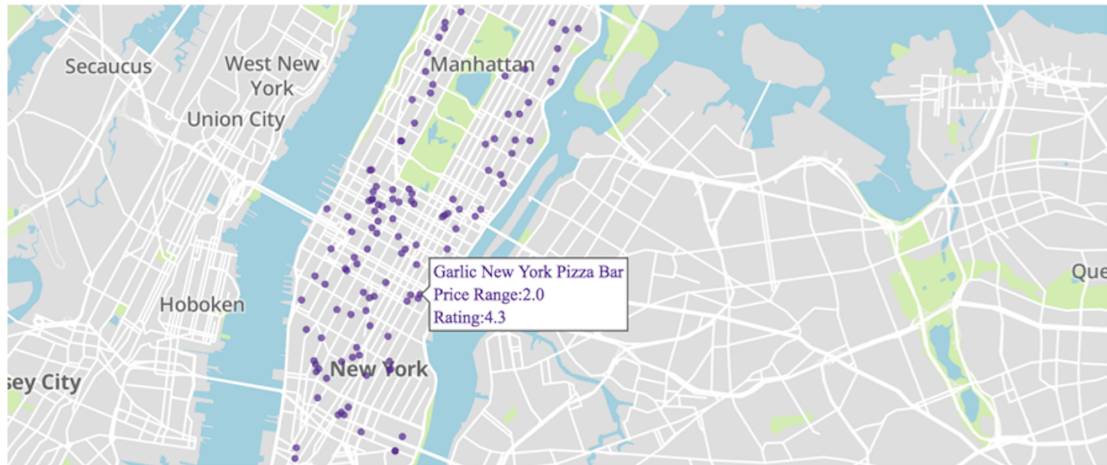 Secaucus
West New
York
Manhattan
Union City
Garlic New York Pizza Bar
Price Range:2.0
Rating:4.3
Que
Hoboken
New York
sey City